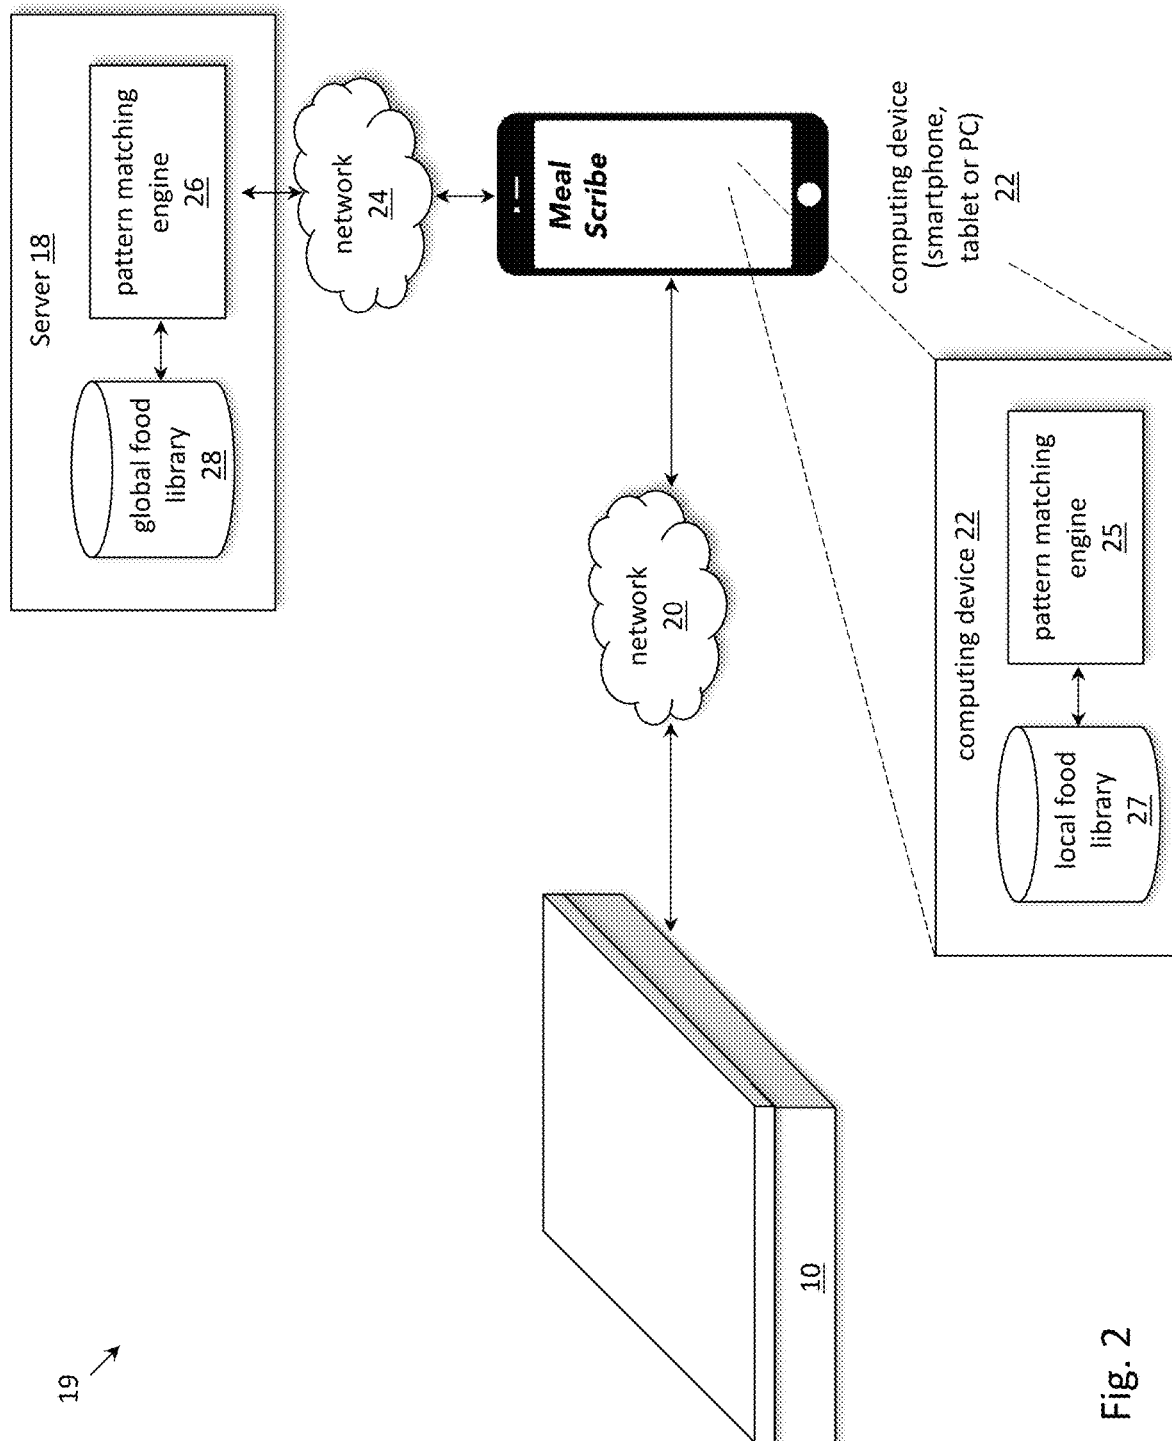 19
Server 18
global food
library
28
pattern matching
engine
26
network
24
10
network
20
Meal
Scribe
computing device
(smartphone,
tablet or PC)
22
computing device 22
local food
library
27
pattern matching
engine
25
Fig. 2